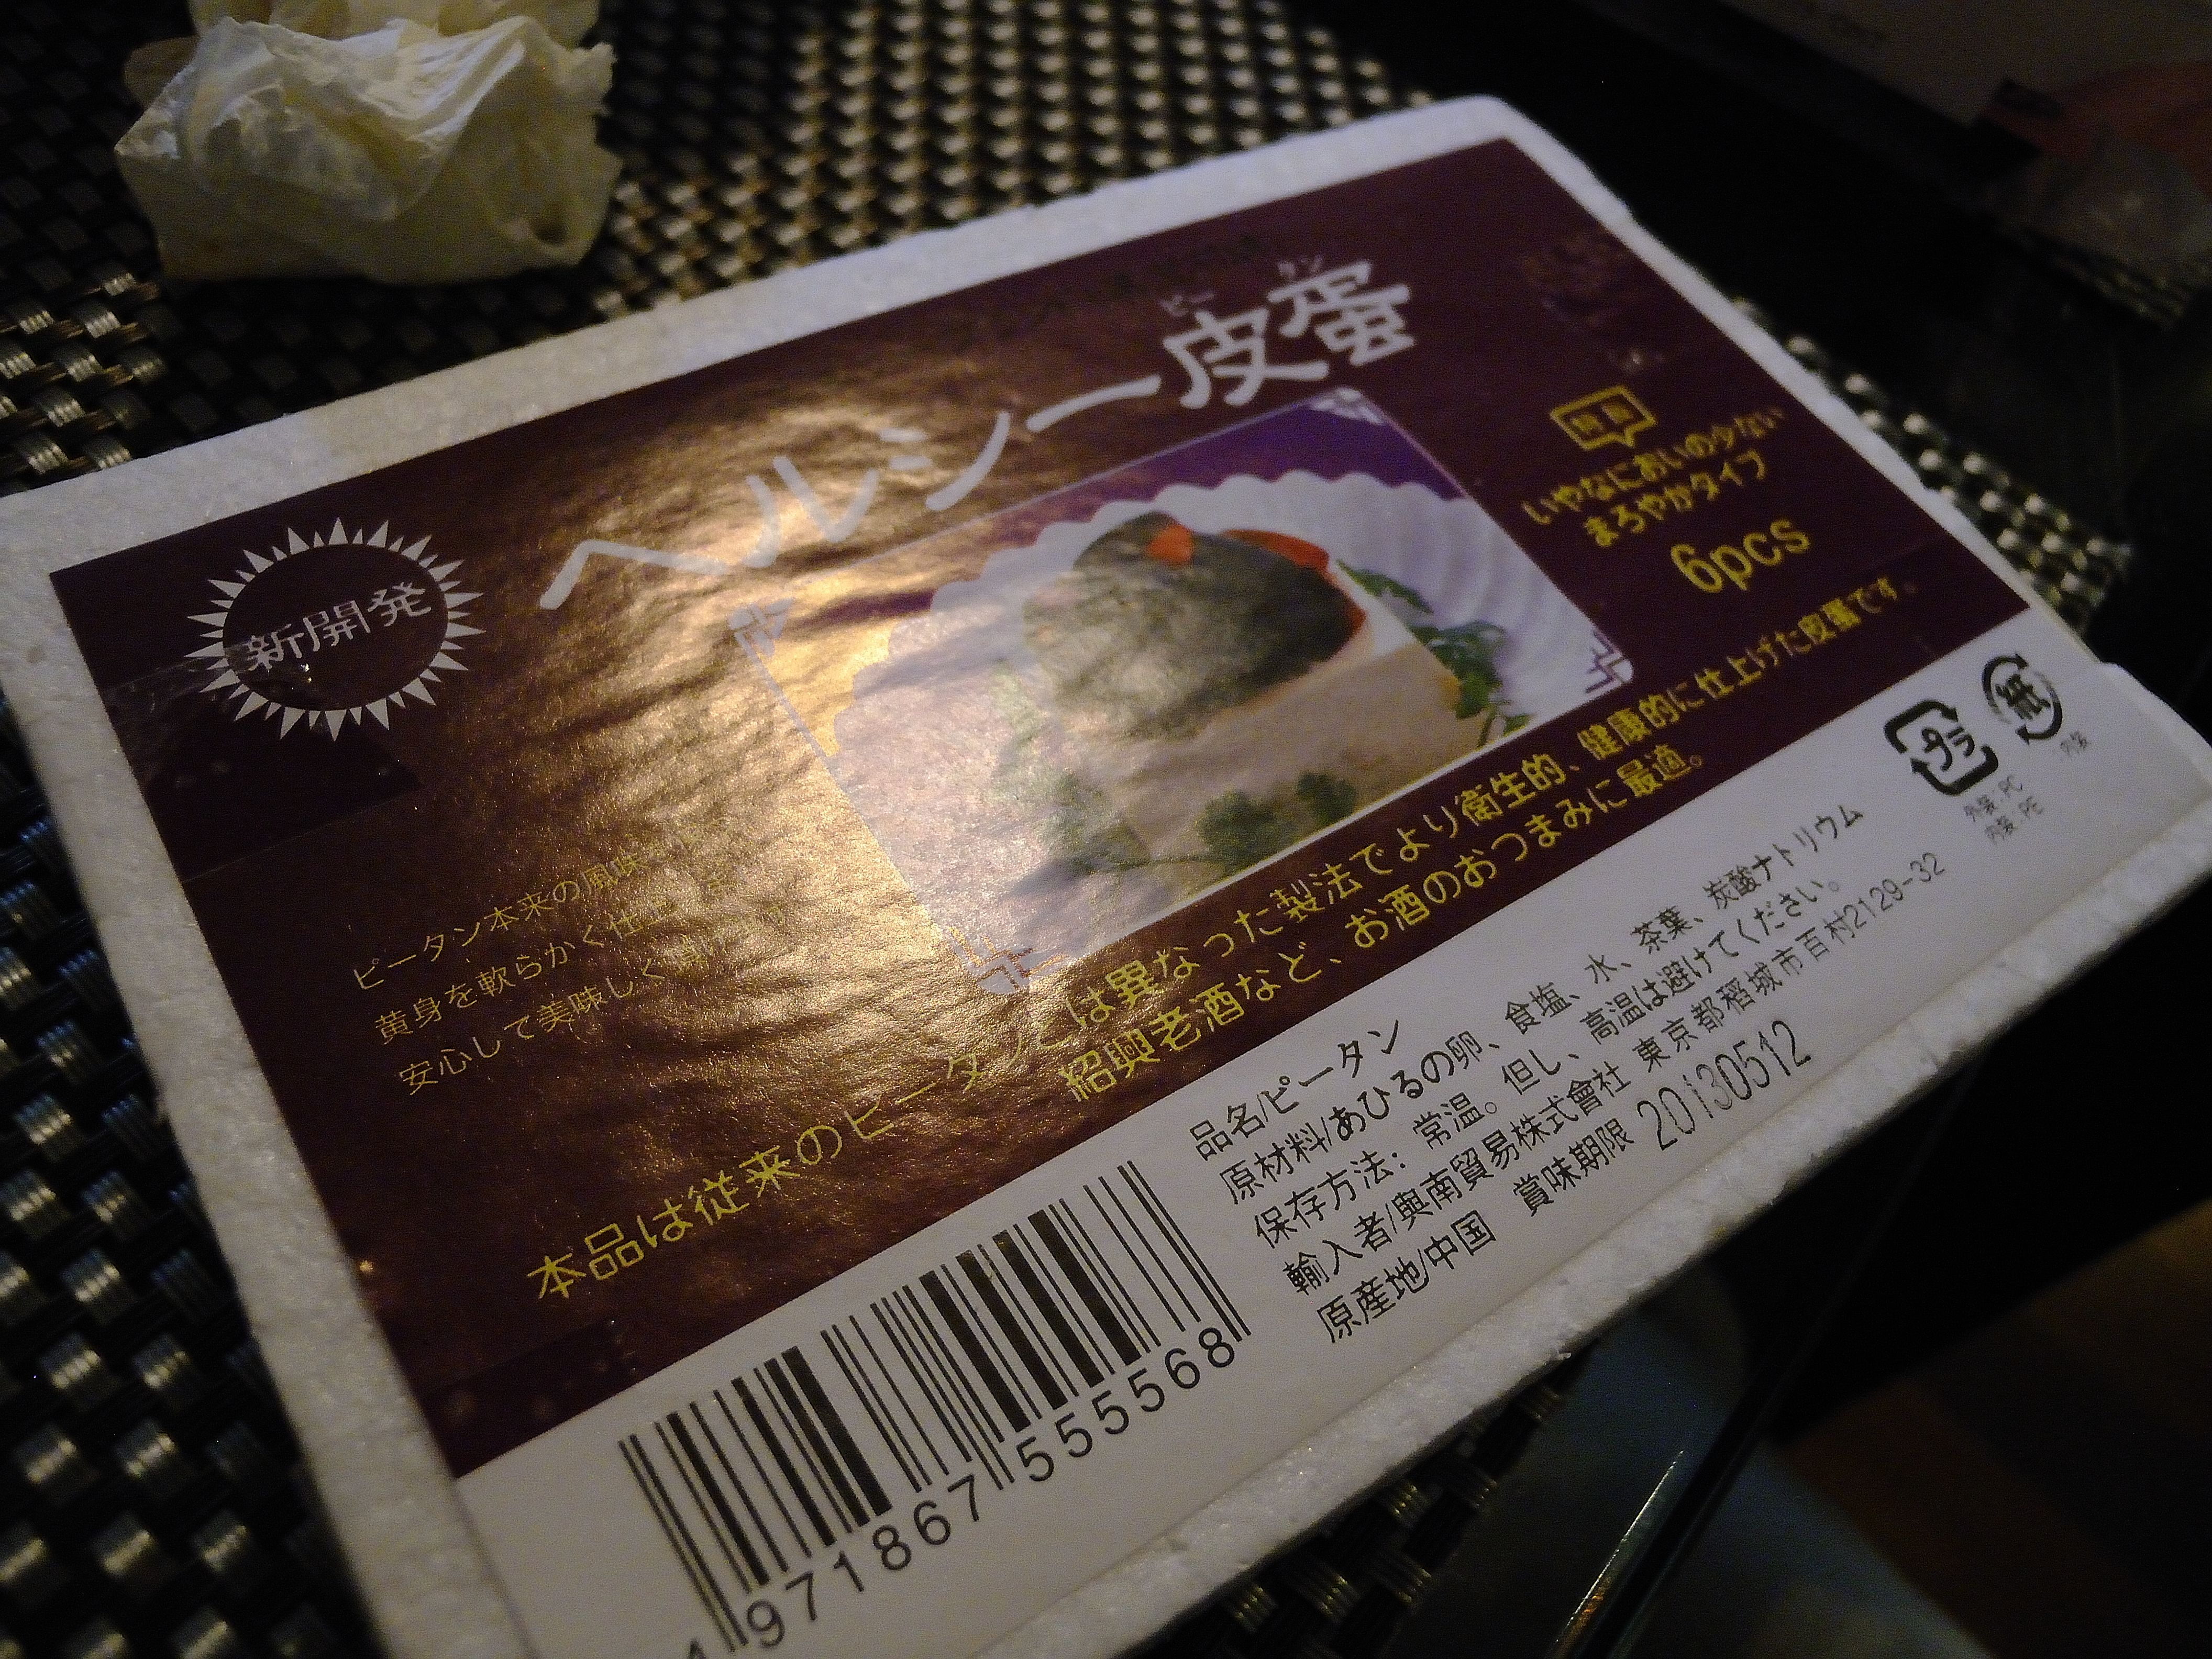 ピータン
ヘルシー皮蛋
新開発
いやなにおいの少ない
まろやかタイプ
6pcs
ピータン本来の風味
黄身を軟らかく仕
安心して美味しく
本品は従来のピータンとは異なった製法でより衛生的、健康的に仕上げた皮蛋です。
紹興老酒など、お酒のおつまみに最適。
プラ
外装:PC
内装:PE
紙
内装
品名/ピータン
原材料/あひるの卵、食塩、水、茶葉、炭酸ナトリウム
保存方法:常温。但し、高温は避けてください。
輸入者/興南貿易株式會社 東京都稲城市百村2129-32
原産地/中国 賞味期限 20130512
4971867555568